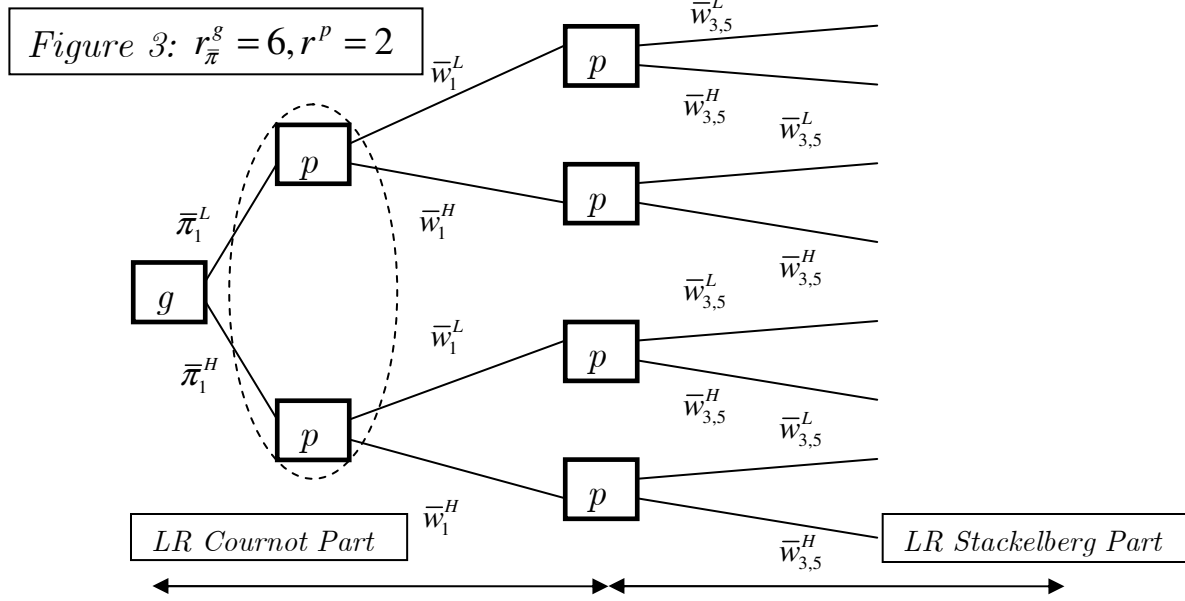 Figure 3: r^g_π̄ = 6, r^p = 2
w̄^L_{3,5}
p
w̄^L_1
w̄^H_{3,5}
w̄^L_{3,5}
p
p
π̄^L_1
w̄^H_1
w̄^H_{3,5}
g
w̄^L_{3,5}
w̄^L_1
p
π̄^H_1
w̄^H_{3,5}
w̄^L_{3,5}
p
p
w̄^H_1
LR Cournot Part
w̄^H_{3,5}
LR Stackelberg Part